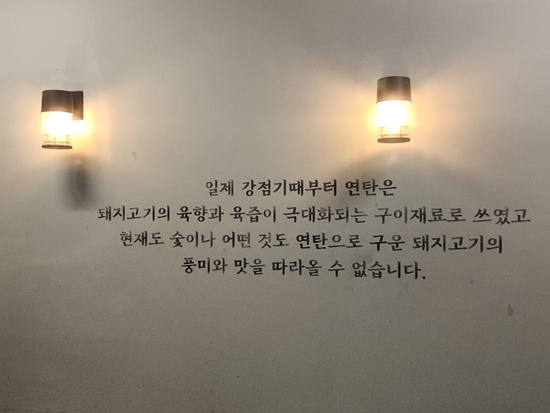 일제 강점기때부터 연탄은
돼지고기의 육향과 육즙이 극대화되는 구이재료로 쓰였고
현재도 숯이나 어떤 것도 연탄으로 구운 돼지고기의
풍미와 맛을 따라올 수 없습니다.